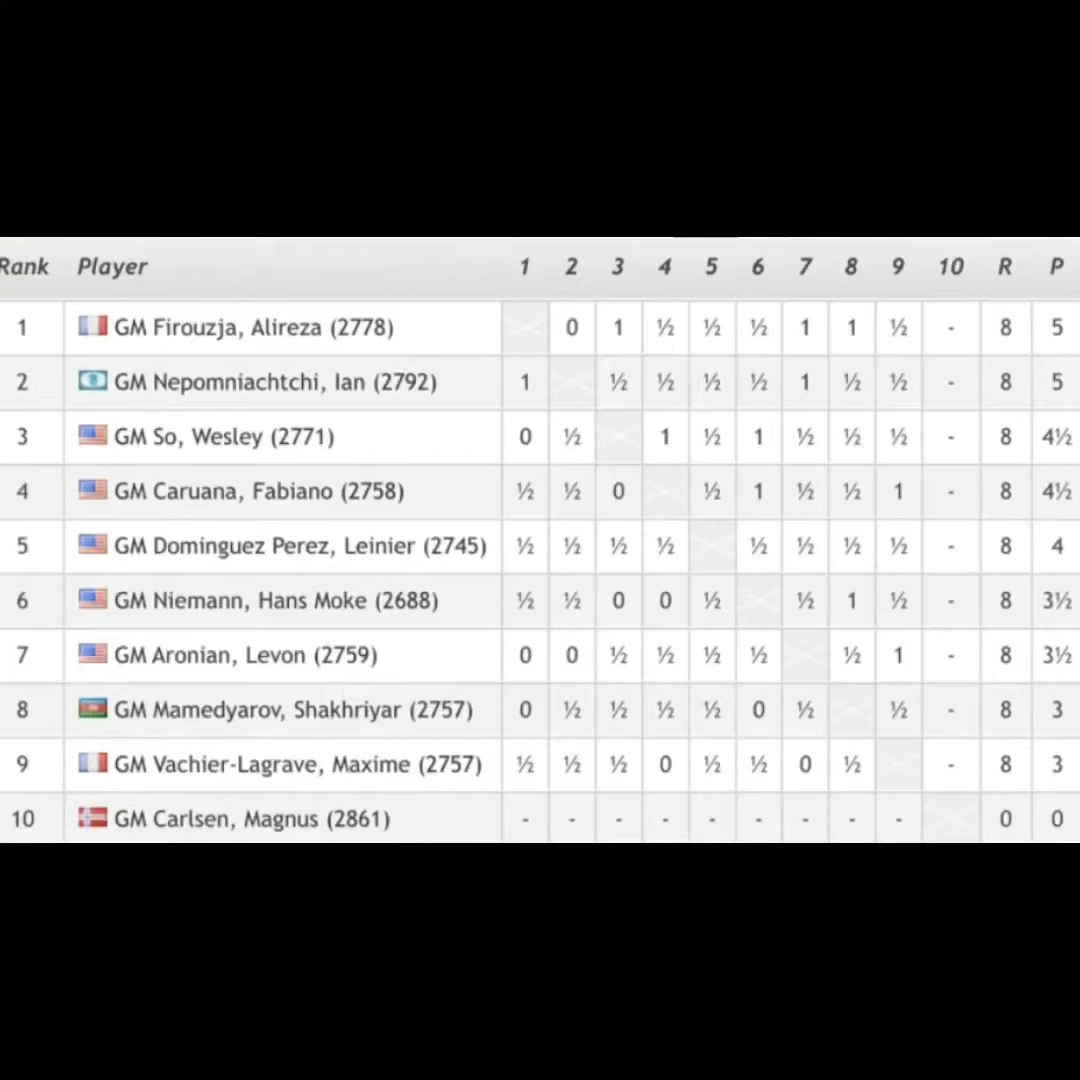 Rank Player 1 2 3 4 5 6 7 8 9 10 R P
1 GM Firouzja, Alireza (2778) 0 1 ½ ½ ½ 1 1 ½ - 8 5
2 GM Nepomniachtchi, Ian (2792) 1 ½ ½ ½ ½ 1 ½ ½ - 8 5
3 GM So, Wesley (2771) 0 ½ 1 ½ 1 ½ ½ ½ - 8 4½
4 GM Caruana, Fabiano (2758) ½ ½ 0 ½ 1 ½ ½ 1 - 8 4½
5 GM Dominguez Perez, Leinier (2745) ½ ½ ½ ½ ½ ½ ½ ½ - 8 4
6 GM Niemann, Hans Moke (2688) ½ ½ 0 0 ½ ½ 1 ½ - 8 3½
7 GM Aronian, Levon (2759) 0 0 ½ ½ ½ ½ ½ 1 - 8 3½
8 GM Mamedyarov, Shakhriyar (2757) 0 ½ ½ ½ ½ 0 ½ ½ - 8 3
9 GM Vachier-Lagrave, Maxime (2757) ½ ½ ½ 0 ½ ½ 0 ½ - 8 3
10 GM Carlsen, Magnus (2861) - - - - - - - - - 0 0